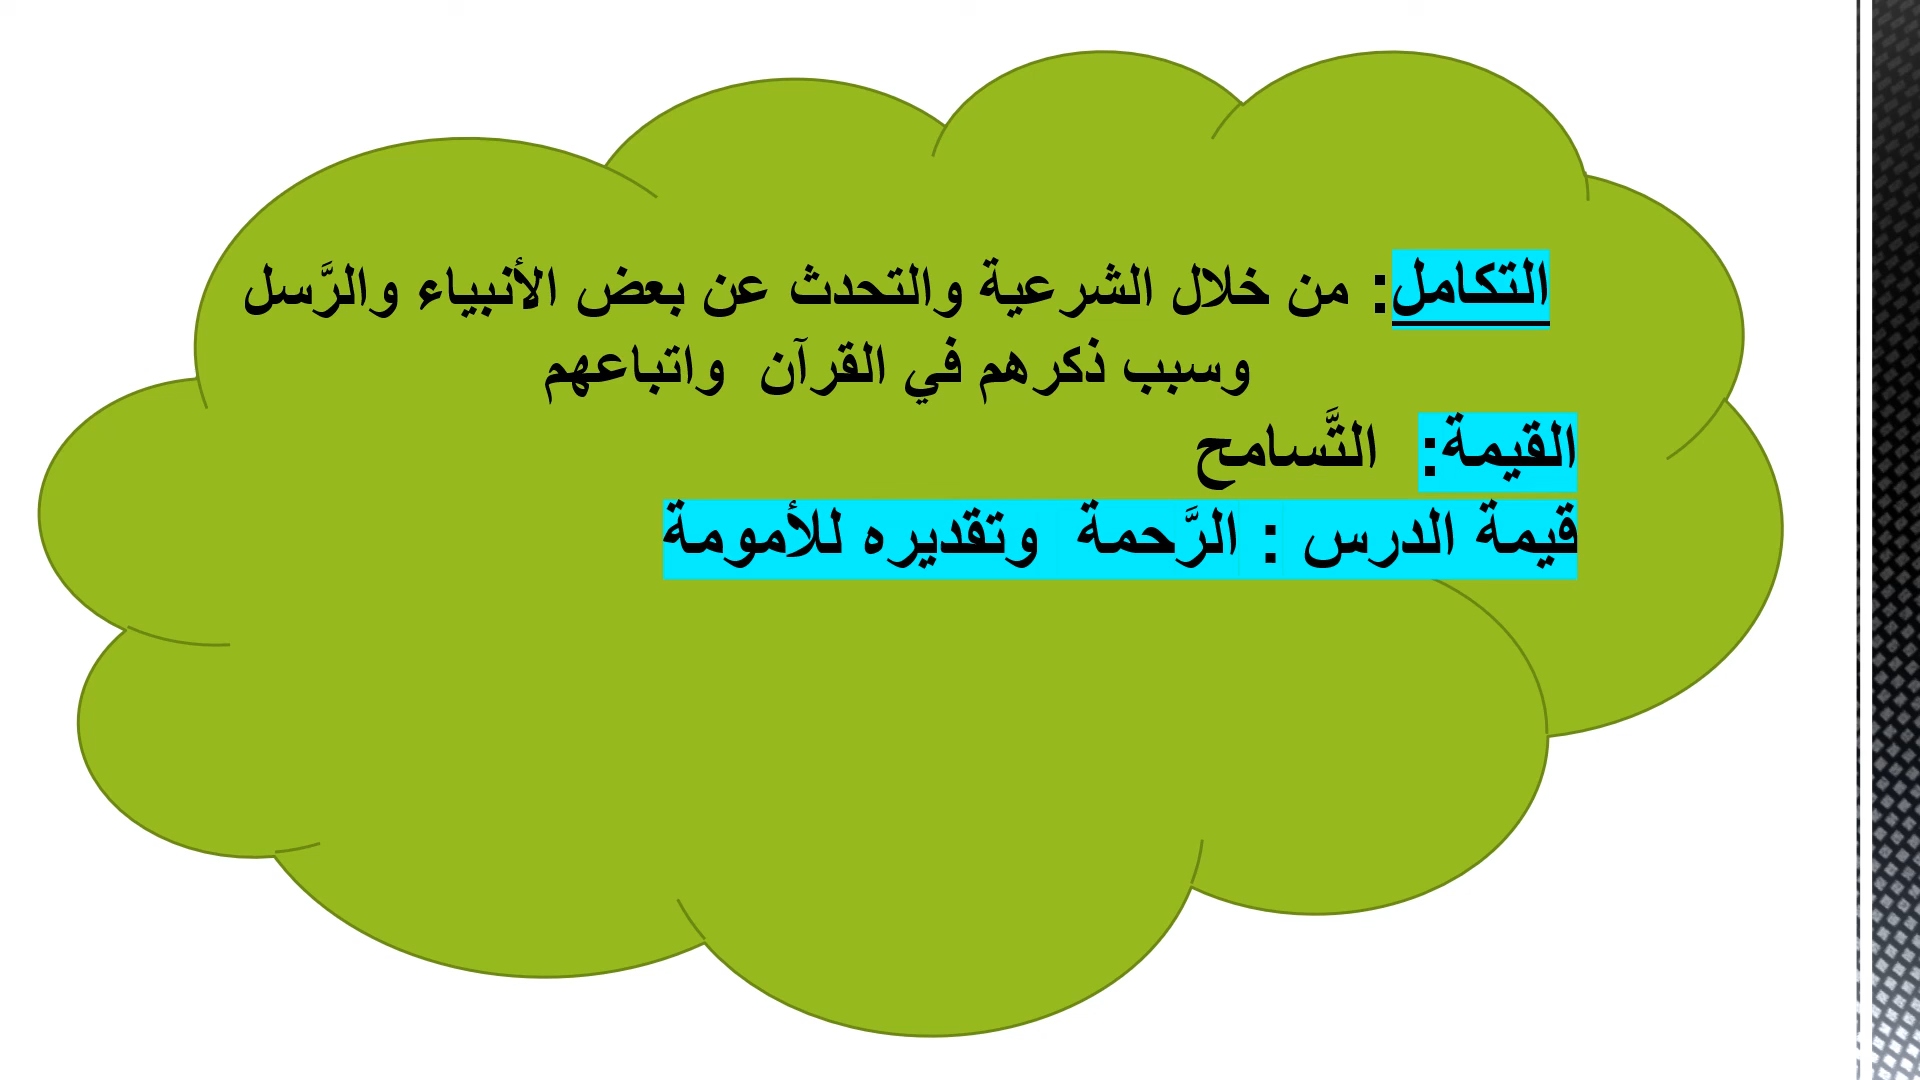 التكامل: من خلال الشرعية والتحدث عن بعض الأنبياء والرَّسل
وسبب ذكرهم في القرآن واتباعهم
القيمة: التَّسامح
قيمة الدرس : الرَّحمة وتقديره للأمومة